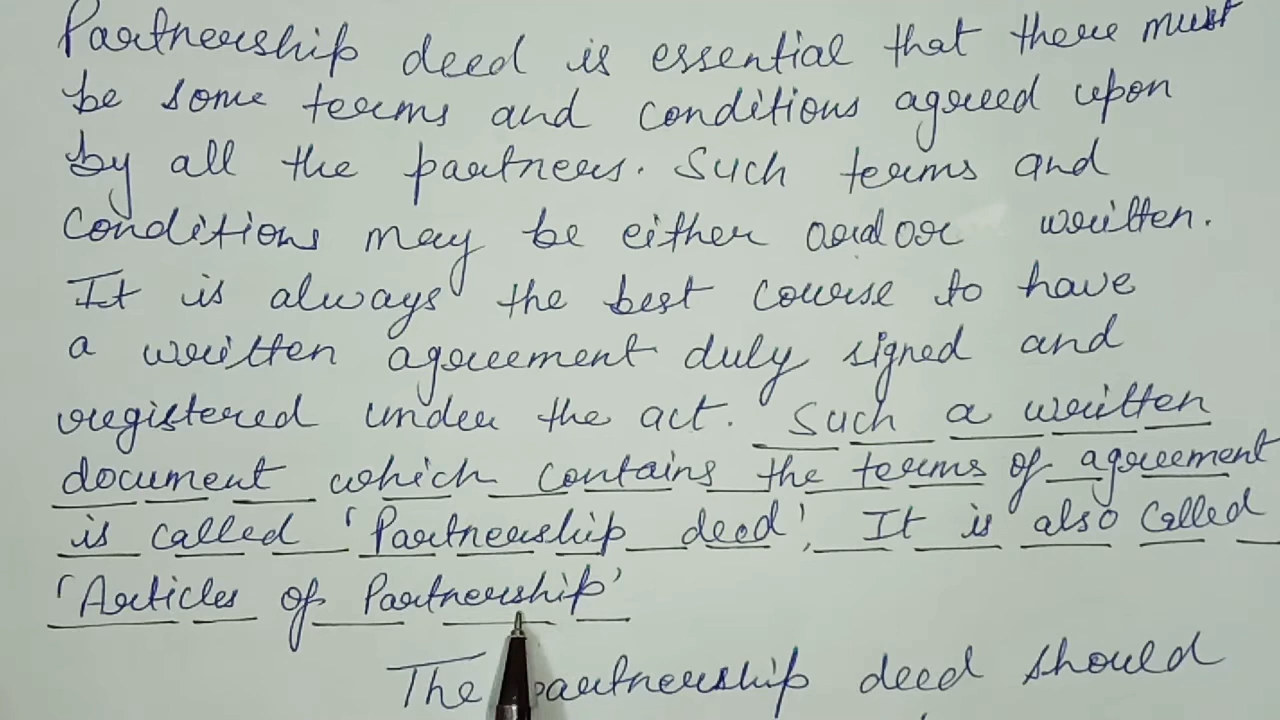 Partnership deed is essential that there must
be some terms and conditions agreed upon
by all the partners. Such terms and
Conditions may be either or written.
It is always the best course to have
a written agreement duly signed and
registered under the act. Such a written
document which contains the terms of agreement
is called 'Partnership deed'. It is also called
'Articles of Partnership'
The partnership deed should